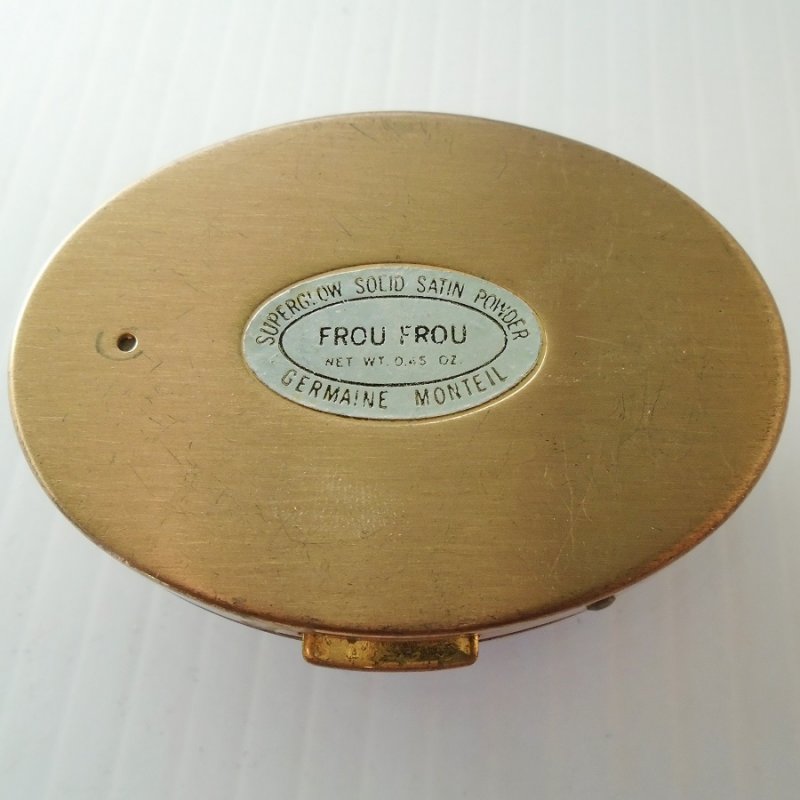 SUPERGLOW SOLID SATIN POWDER
FROU FROU
NET WT. 0.45 OZ.
GERMAINE MONTEIL